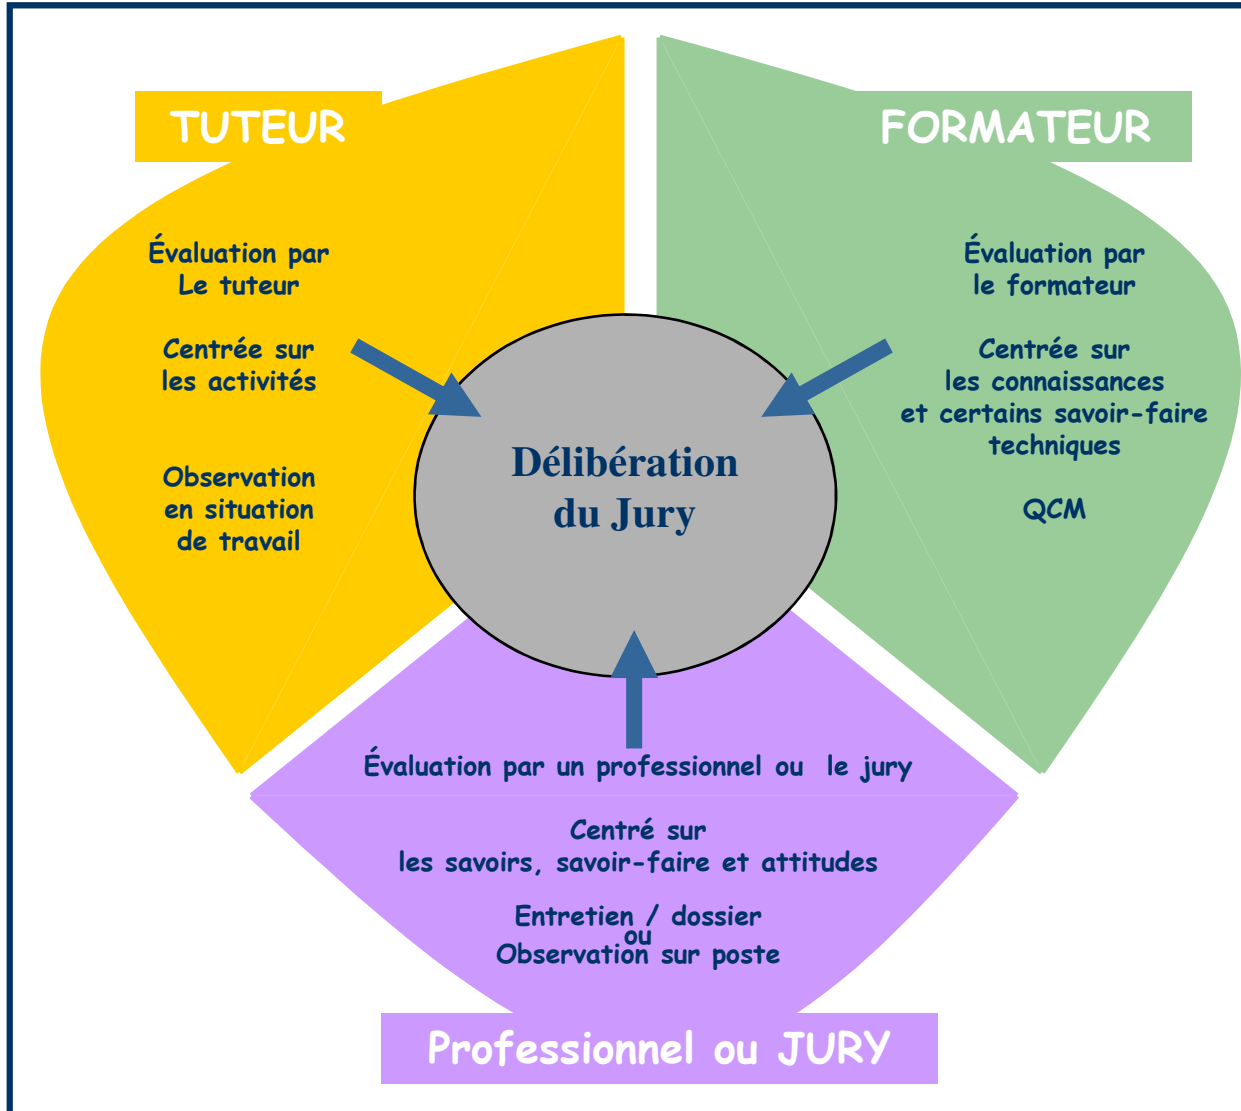 TUTEUR
Évaluation par
Le tuteur
Centrée sur
les activités
Observation
en situation
de travail
FORMATEUR
Évaluation par
le formateur
Centrée sur
les connaissances
et certains savoir-faire
techniques
QCM
Délibération
du Jury
Évaluation par un professionnel ou le jury
Centré sur
les savoirs, savoir-faire et attitudes
Entretien / dossier
ou
Observation sur poste
Professionnel ou JURY